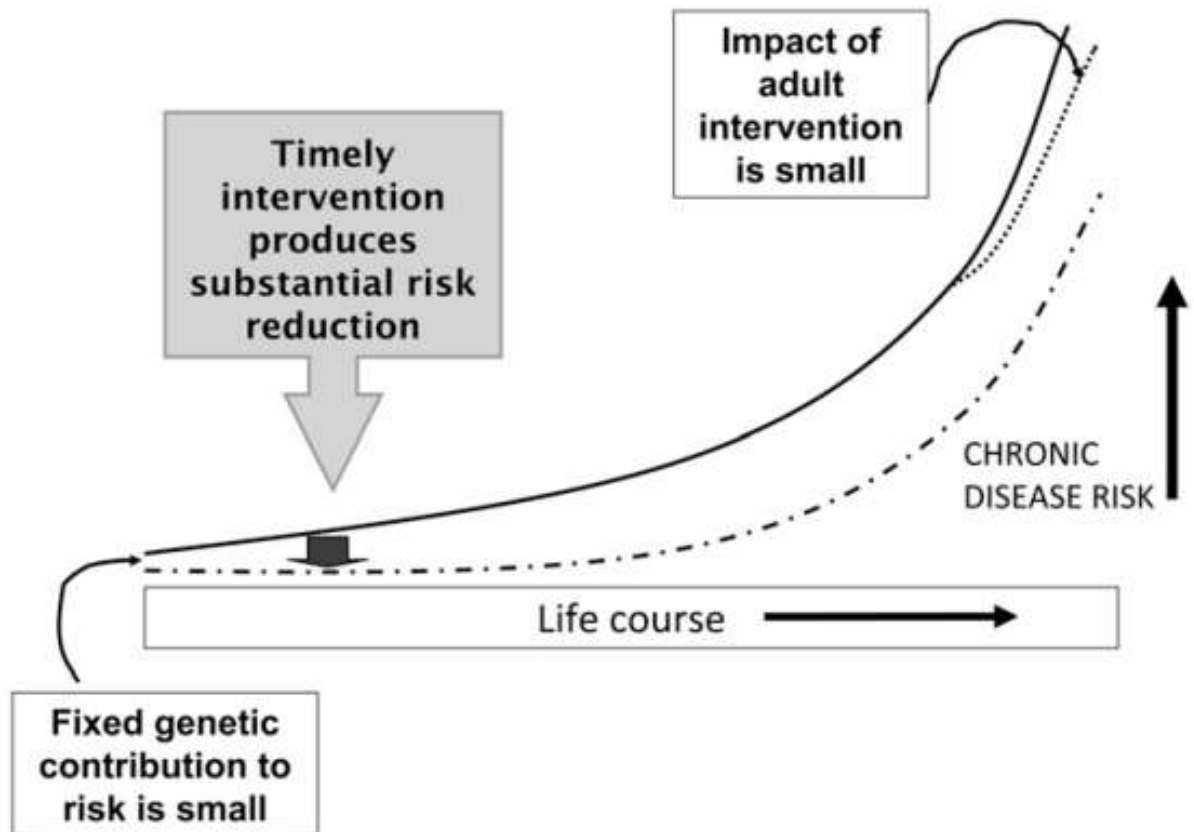 Impact of
adult
intervention
is small
Timely
intervention
produces
substantial risk
reduction
CHRONIC
DISEASE RISK
Life course
Fixed genetic
contribution to
risk is small